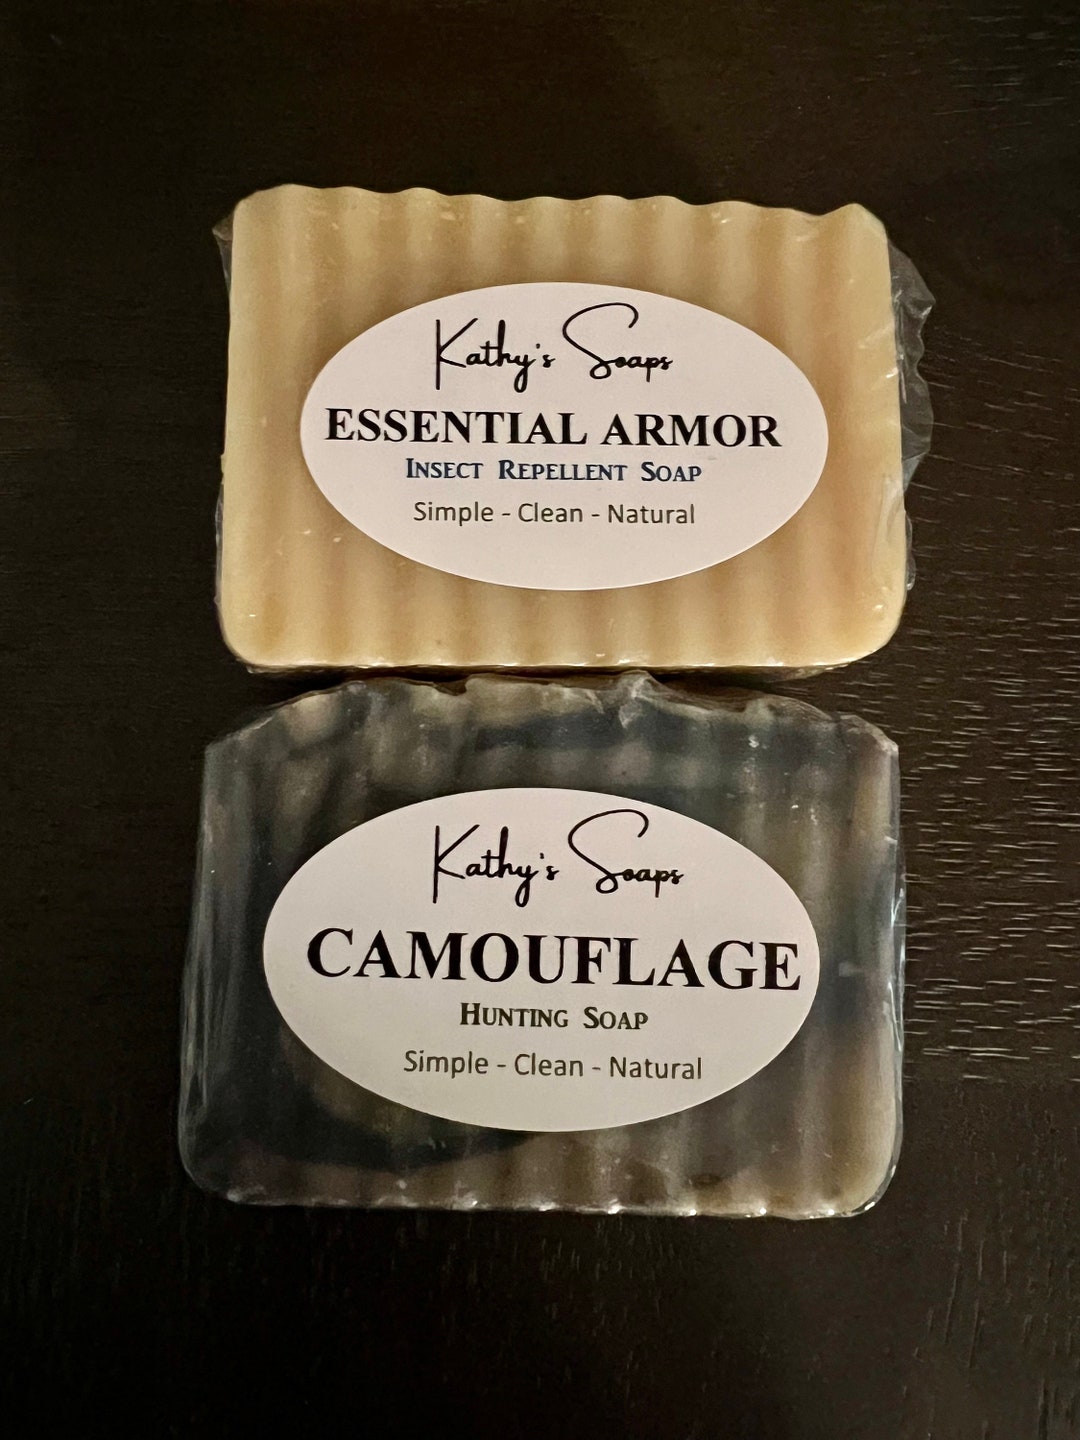 Kathy's Soaps
ESSENTIAL ARMOR
INSECT REPELLENT SOAP
Simple - Clean - Natural
Kathy's Soaps
CAMOUFLAGE
HUNTING SOAP
Simple - Clean - Natural